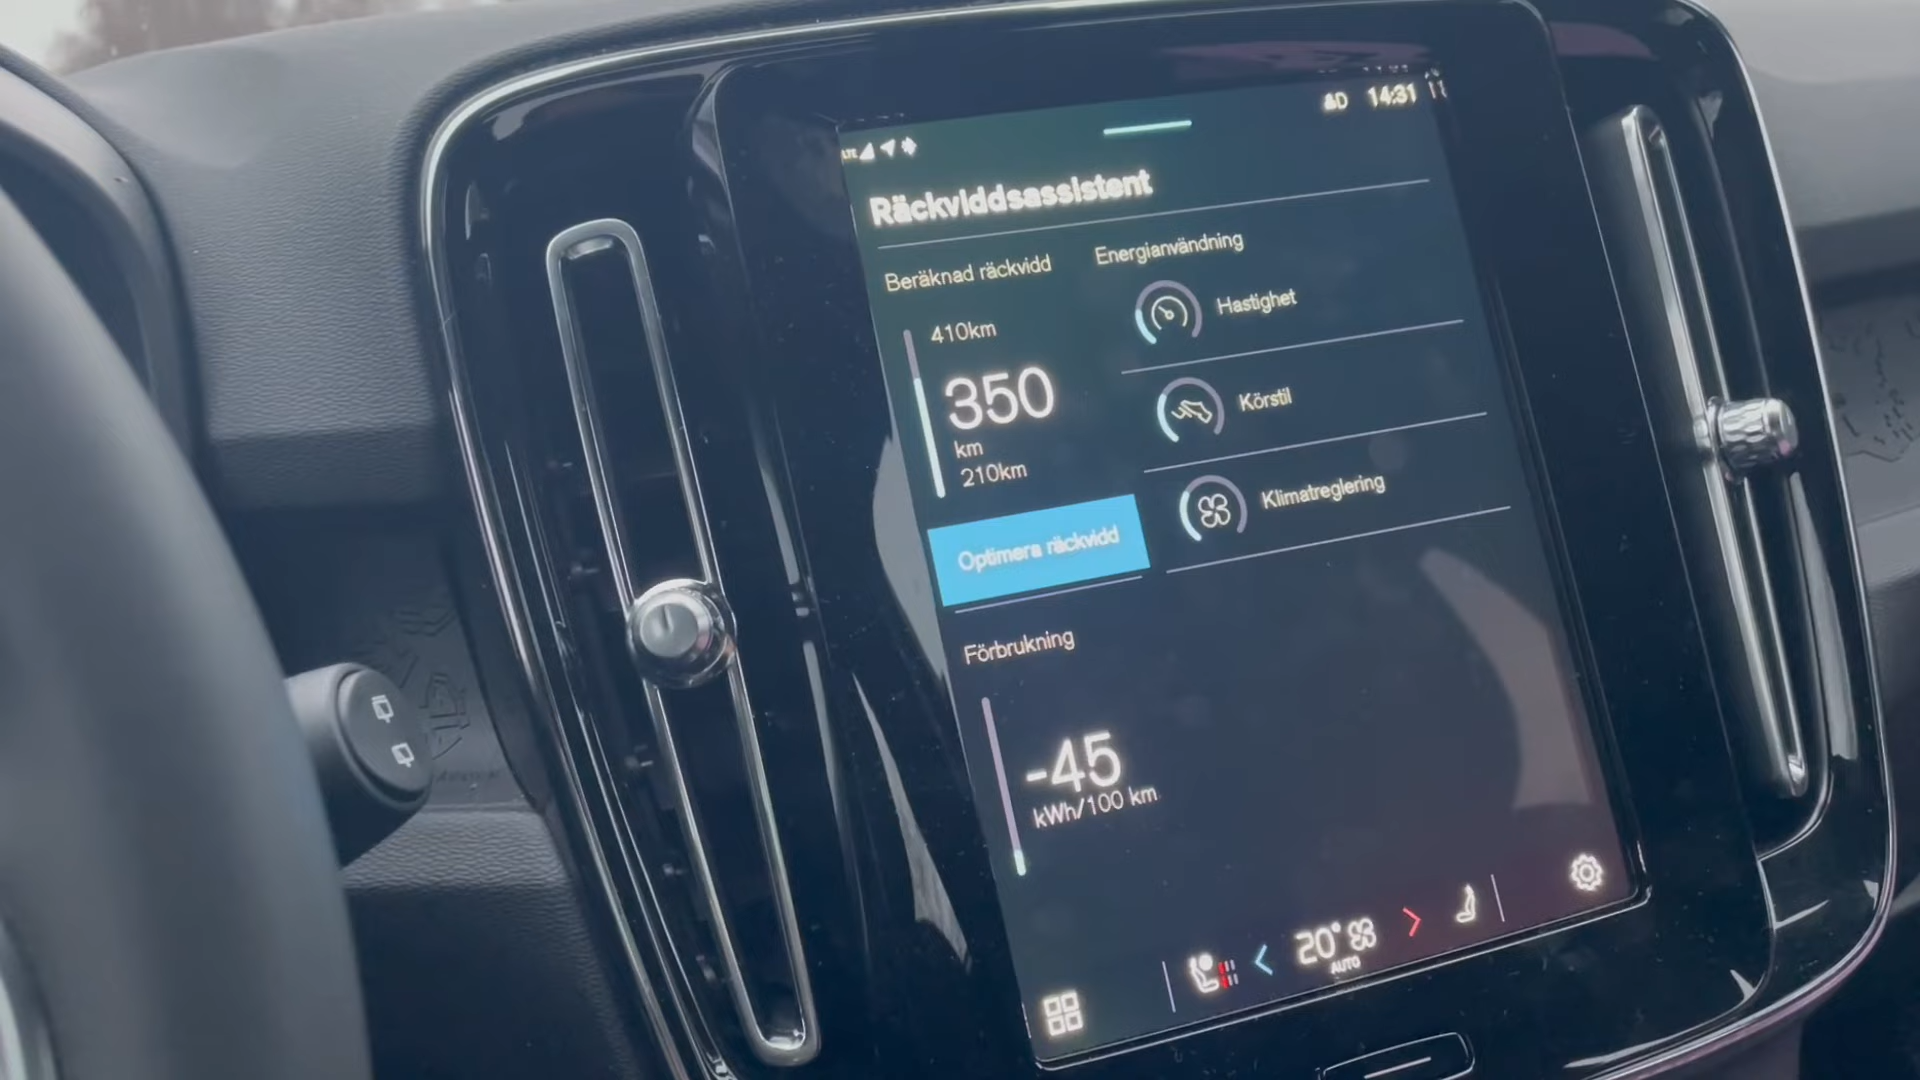 LTE
14:31
Räckviddsassistent
Beräknad räckvidd
Energianvändning
410km
350
km
210km
Hastighet
Körstil
Klimatreglering
Optimera räckvidd
Förbrukning
-45
kWh/100 km
20°
AUTO